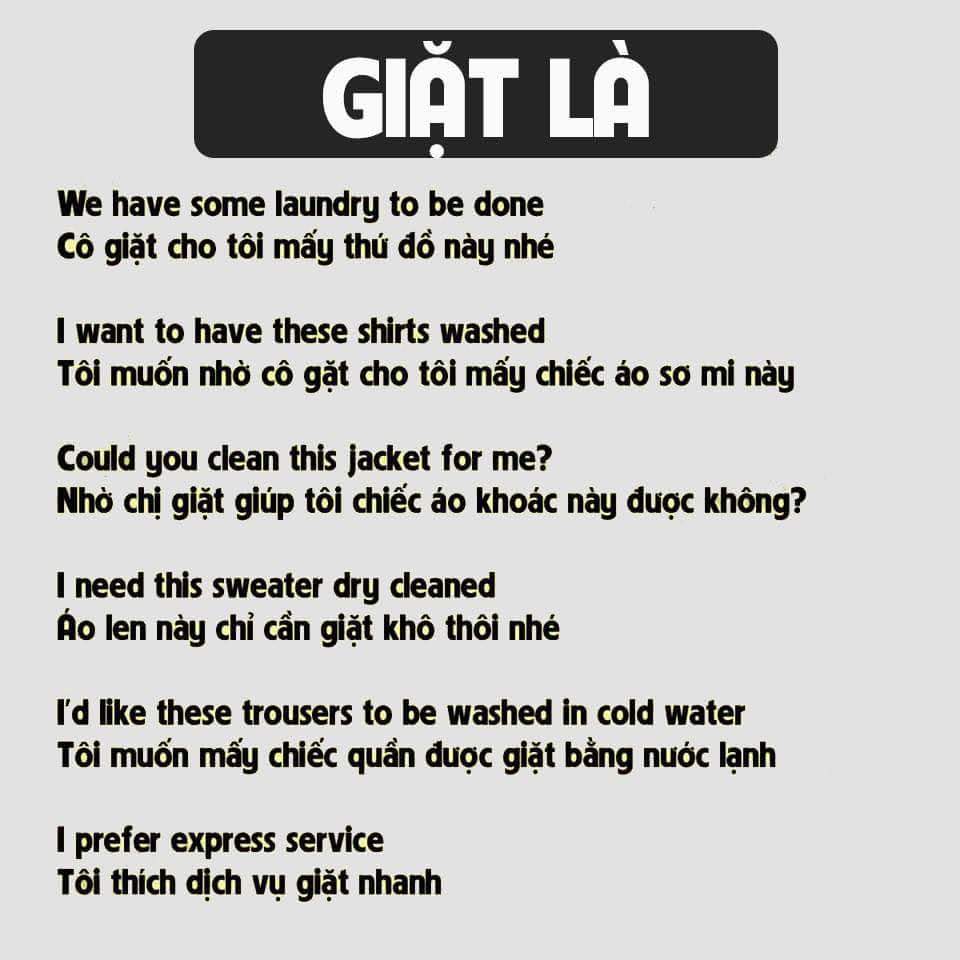 GIẶT LÀ
We have some laundry to be done
Cô giặt cho tôi mấy thứ đồ này nhé
I want to have these shirts washed
Tôi muốn nhờ cô gặt cho tôi mấy chiếc áo sơ mi này
Could you clean this jacket for me?
Nhờ chị giặt giúp tôi chiếc áo khoác này được không?
I need this sweater dry cleaned
Áo len này chỉ cần giặt khô thôi nhé
I'd like these trousers to be washed in cold water
Tôi muốn mấy chiếc quần được giặt bằng nước lạnh
I prefer express service
Tôi thích dịch vụ giặt nhanh